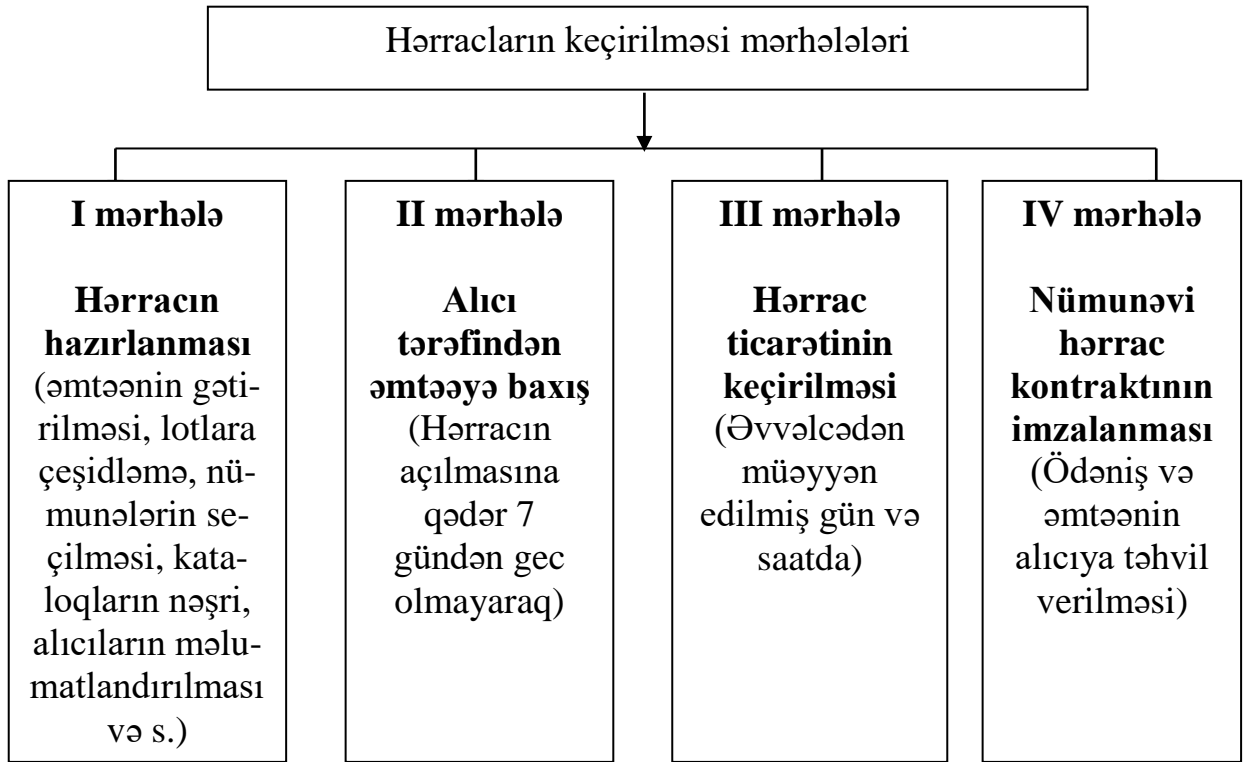 Hərracların keçirilməsi mərhələləri
I mərhələ
Hərracın
hazırlanması
(əmtəənin gəti-
rilməsi, lotlara
çeşidləmə, nü-
munələrin se-
çilməsi, kata-
loqların nəşri,
alıcıların məlu-
matlandırılması
və s.)
II mərhələ
Alıcı
tərəfindən
əmtəəyə baxış
(Hərracın
açılmasına
qədər 7
gündən gec
olmayaraq)
III mərhələ
Hərrac
ticarətinin
keçirilməsi
(Əvvəlcədən
müəyyən
edilmiş gün və
saatda)
IV mərhələ
Nümunəvi
hərrac
kontraktının
imzalanması
(Ödəniş və
əmtəənin
alıcıya təhvil
verilməsi)